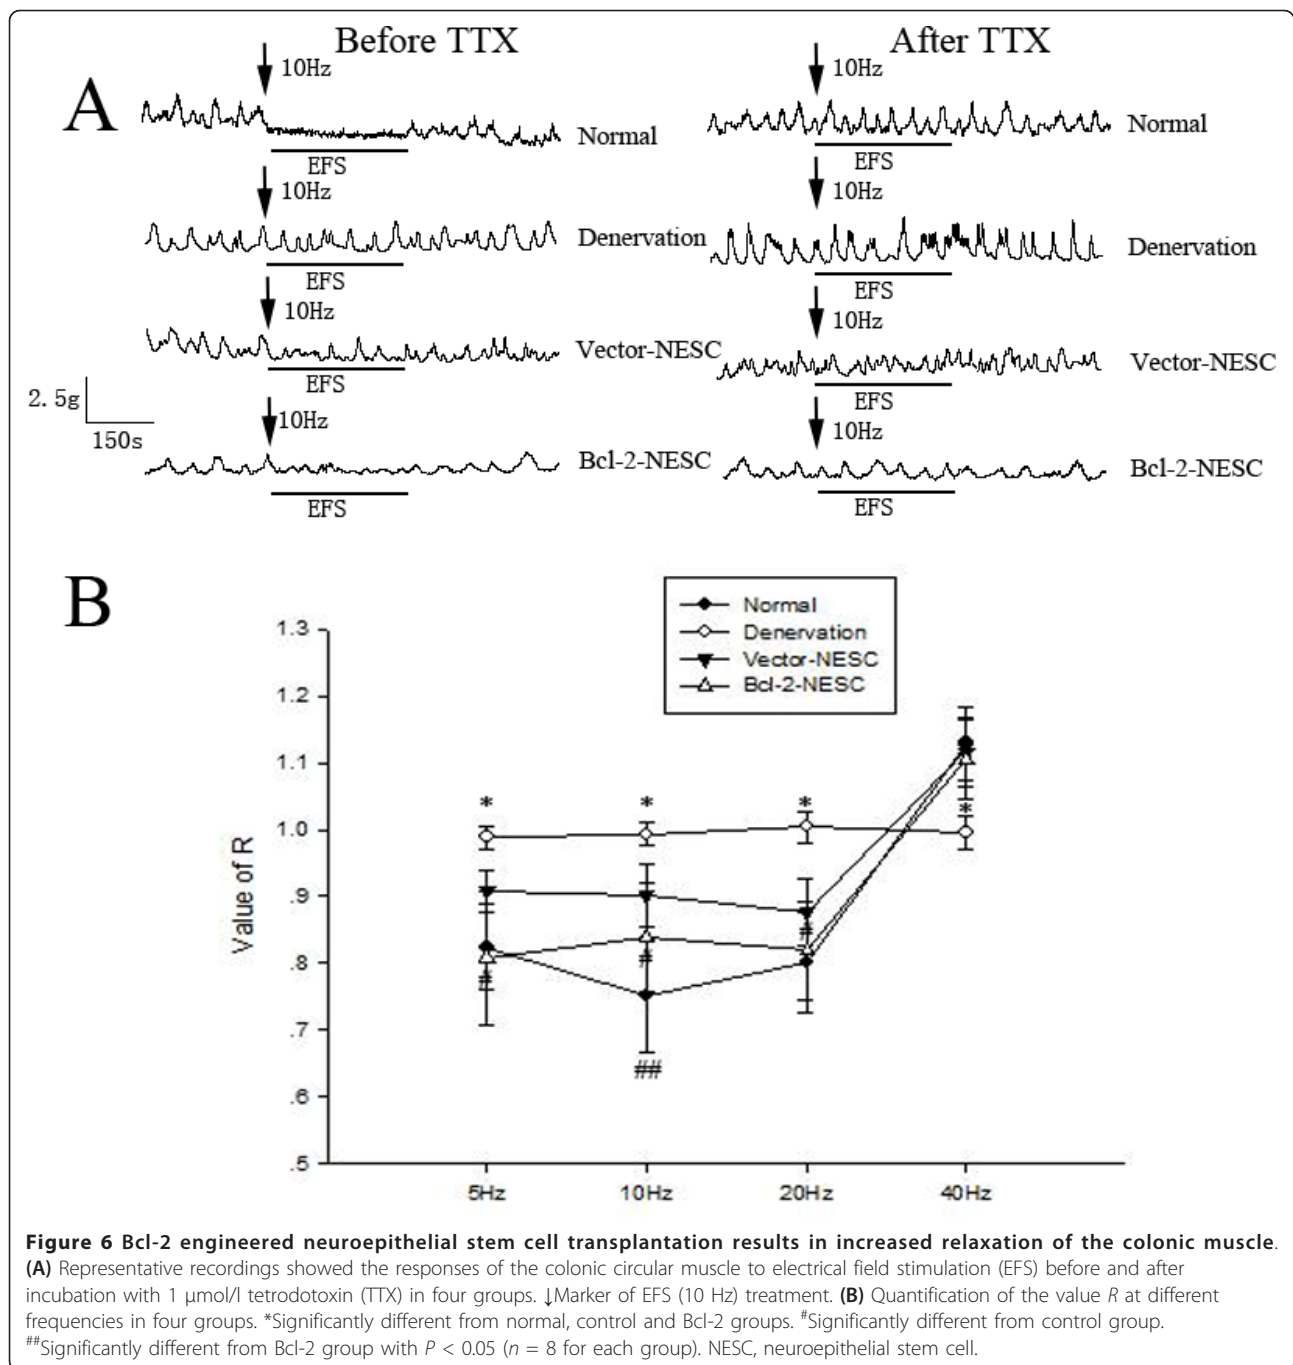 Before TTX
After TTX
A
10Hz
10Hz
Normal
Normal
EFS
EFS
10Hz
10Hz
Denervation
Denervation
EFS
EFS
10Hz
10Hz
Vector-NESC
Vector-NESC
EFS
EFS
2.5g
150s
10Hz
10Hz
Bcl-2-NESC
Bcl-2-NESC
EFS
EFS
B
Normal
Denervation
Vector-NESC
Bcl-2-NESC
1.3
1.2
1.1
1.0
.9
.8
.7
.6
.5
Value of R
* * * *
# # #
##
5Hz 10Hz 20Hz 40Hz
Figure 6 Bcl-2 engineered neuroepithelial stem cell transplantation results in increased relaxation of the colonic muscle.
(A) Representative recordings showed the responses of the colonic circular muscle to electrical field stimulation (EFS) before and after
incubation with 1 μmol/l tetrodotoxin (TTX) in four groups. ↓Marker of EFS (10 Hz) treatment. (B) Quantification of the value R at different
frequencies in four groups. *Significantly different from normal, control and Bcl-2 groups. #Significantly different from control group.
##Significantly different from Bcl-2 group with P < 0.05 (n = 8 for each group). NESC, neuroepithelial stem cell.